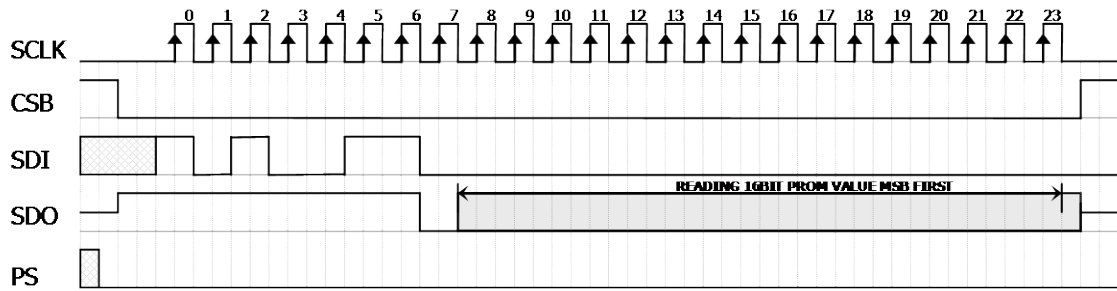 0 1 2 3 4 5 6 7 8 9 10 11 12 13 14 15 16 17 18 19 20 21 22 23
SCLK
CSB
SDI
READING 16BIT PROM VALUE MSB FIRST
SDO
PS